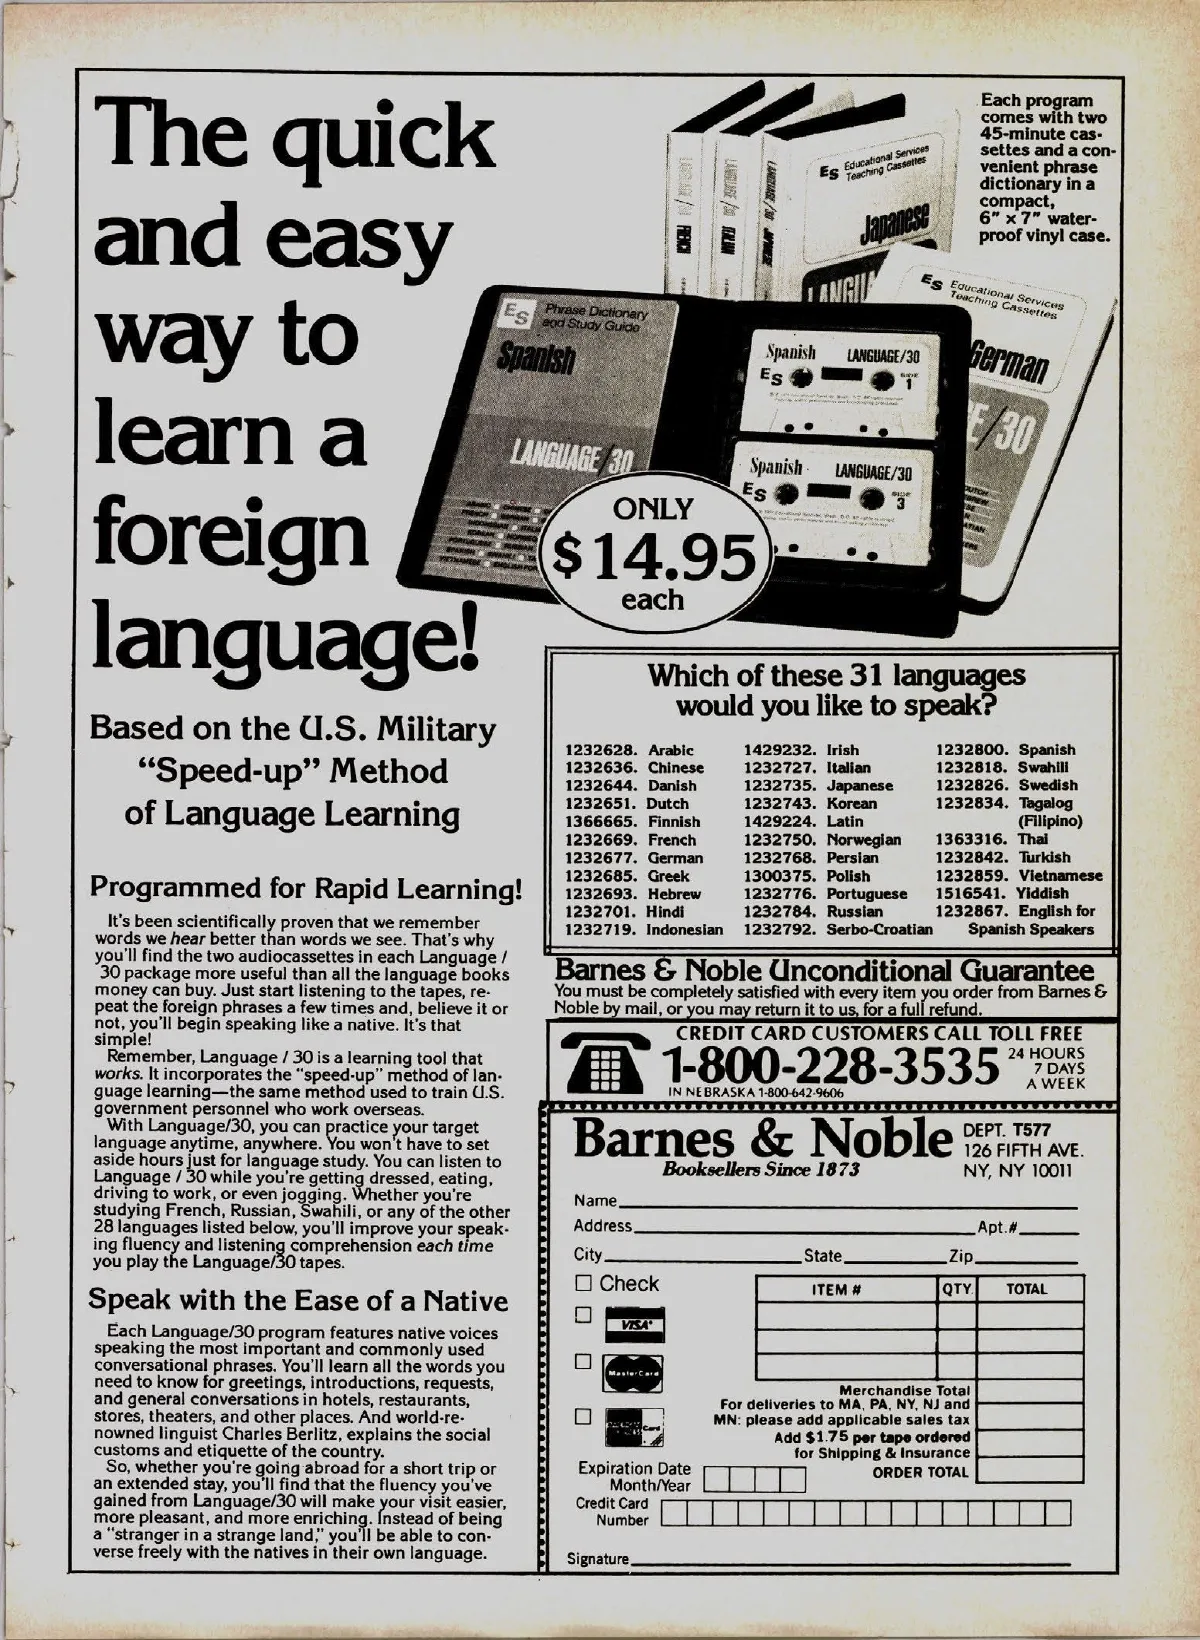 The quick
and easy
way to
learn a
foreign
language!
Based on the U.S. Military
“Speed-up” Method
of Language Learning
Programmed for Rapid Learning!
It's been scientifically proven that we remember
words we hear better than words we see. That's why
you'll find the two audiocassettes in each Language /
30 package more useful than all the language books
money can buy. Just start listening to the tapes, re-
peat the foreign phrases a few times and, believe it or
not, you'll begin speaking like a native. It's that
simple!
Remember, Language / 30 is a learning tool that
works. It incorporates the “speed-up” method of lan-
guage learning—the same method used to train U.S.
government personnel who work overseas.
With Language/30, you can practice your target
language anytime, anywhere. You won't have to set
aside hours just for language study. You can listen to
Language / 30 while you're getting dressed, eating,
driving to work, or even jogging. Whether you're
studying French, Russian, Swahili, or any of the other
28 languages listed below, you'll improve your speak-
ing fluency and listening comprehension each time
you play the Language/30 tapes.
Speak with the Ease of a Native
Each Language/30 program features native voices
speaking the most important and commonly used
conversational phrases. You'll learn all the words you
need to know for greetings, introductions, requests,
and general conversations in hotels, restaurants,
stores, theaters, and other places. And world-re-
nowned linguist Charles Berlitz, explains the social
customs and etiquette of the country.
So, whether you're going abroad for a short trip or
an extended stay, you'll find that the fluency you've
gained from Language/30 will make your visit easier,
more pleasant, and more enriching. Instead of being
a “stranger in a strange land,” you'll be able to con-
verse freely with the natives in their own language.
Each program
comes with two
45-minute cas-
settes and a con-
venient phrase
dictionary in a
compact,
6” x 7” water-
proof vinyl case.
LANGUAGE/30 FRENCH
LANGUAGE/30 ITALIAN
LANGUAGE/30 JAPANESE
ES Educational Services
Teaching Cassettes
Japanese
ES Educational Services
Teaching Cassettes
German
E/30
ES Phrase Dictionary
and Study Guide
Spanish
LANGUAGE/30
Spanish LANGUAGE/30
ES SIDE 1
Spanish LANGUAGE/30
ES SIDE 3
ONLY
$14.95
each
Which of these 31 languages
would you like to speak?
1232628. Arabic
1232636. Chinese
1232644. Danish
1232651. Dutch
1366665. Finnish
1232669. French
1232677. German
1232685. Greek
1232693. Hebrew
1232701. Hindi
1232719. Indonesian
1429232. Irish
1232727. Italian
1232735. Japanese
1232743. Korean
1429224. Latin
1232750. Norwegian
1232768. Persian
1300375. Polish
1232776. Portuguese
1232784. Russian
1232792. Serbo-Croatian
1232800. Spanish
1232818. Swahili
1232826. Swedish
1232834. Tagalog
(Filipino)
1363316. Thai
1232842. Turkish
1232859. Vietnamese
1516541. Yiddish
1232867. English for
Spanish Speakers
Barnes & Noble Unconditional Guarantee
You must be completely satisfied with every item you order from Barnes &
Noble by mail, or you may return it to us, for a full refund.
CREDIT CARD CUSTOMERS CALL TOLL FREE
1-800-228-3535
24 HOURS
7 DAYS
A WEEK
IN NEBRASKA 1-800-642-9606
Barnes & Noble
Booksellers Since 1873
DEPT. T577
126 FIFTH AVE.
NY, NY 10011
Name
Address Apt.#
City State Zip
Check
VISA
MasterCard
ITEM # QTY. TOTAL
Merchandise Total
For deliveries to MA, PA, NY, NJ and
MN: please add applicable sales tax
Add $1.75 per tape ordered
for Shipping & Insurance
ORDER TOTAL
Expiration Date
Month/Year
Credit Card
Number
Signature